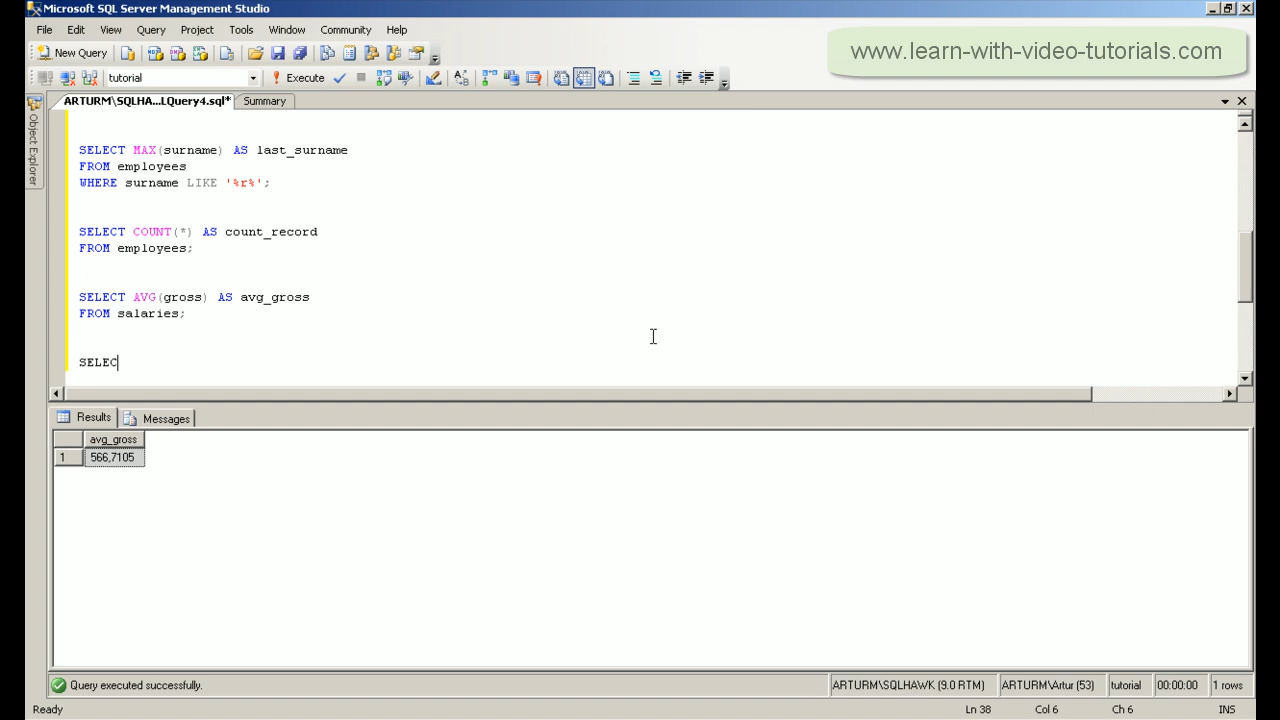 Microsoft SQL Server Management Studio
File Edit View Query Project Tools Window Community Help
New Query
www.learn-with-video-tutorials.com
tutorial Execute
ARTURM\SQLHA...LQuery4.sql* Summary
Object Explorer
SELECT MAX(surname) AS last_surname
FROM employees
WHERE surname LIKE '%r%';
SELECT COUNT(*) AS count_record
FROM employees;
SELECT AVG(gross) AS avg_gross
FROM salaries;
SELEC
Results Messages
avg_gross
1 566,7105
Query executed successfully. ARTURM\SQLHAWK (9.0 RTM) ARTURM\Artur (53) tutorial 00:00:00 1 rows
Ready Ln 38 Col 6 Ch 6 INS